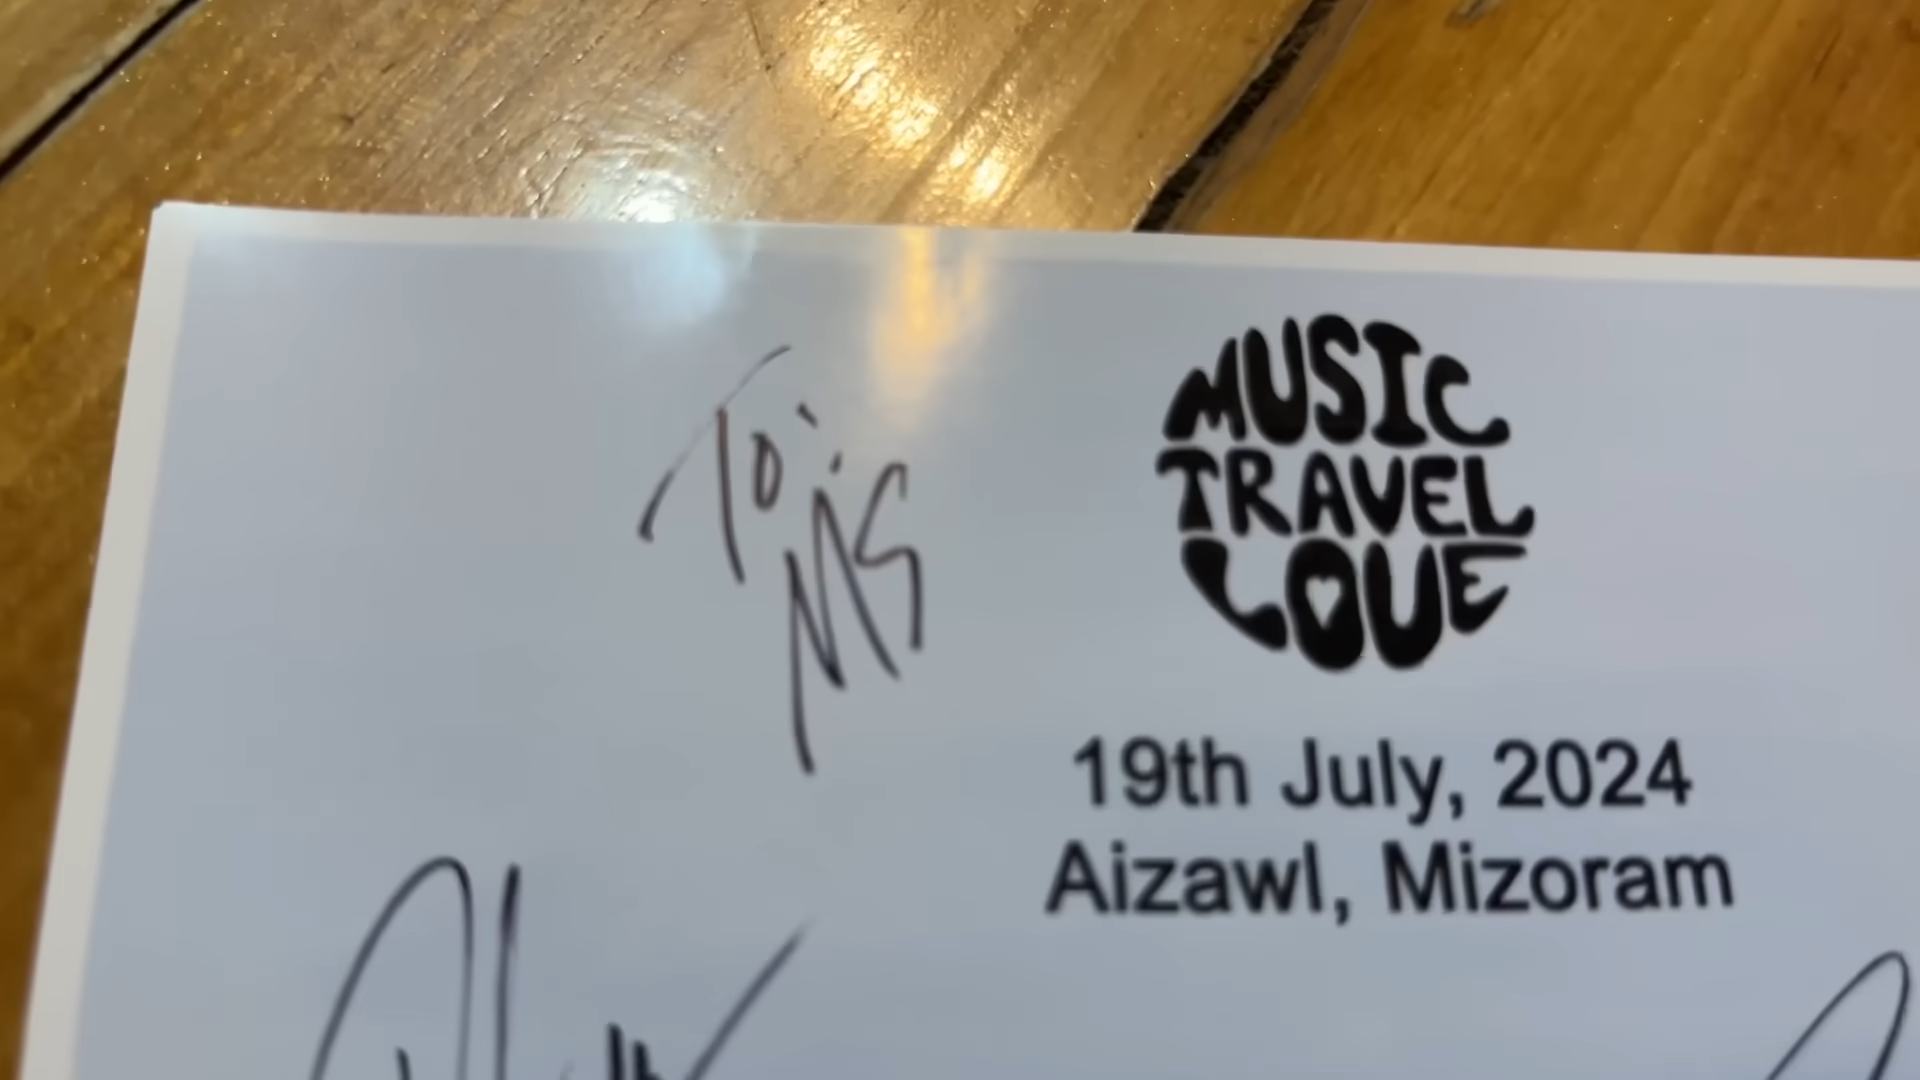 To:
MS
MUSIC
TRAVEL
LOVE
19th July, 2024
Aizawl, Mizoram